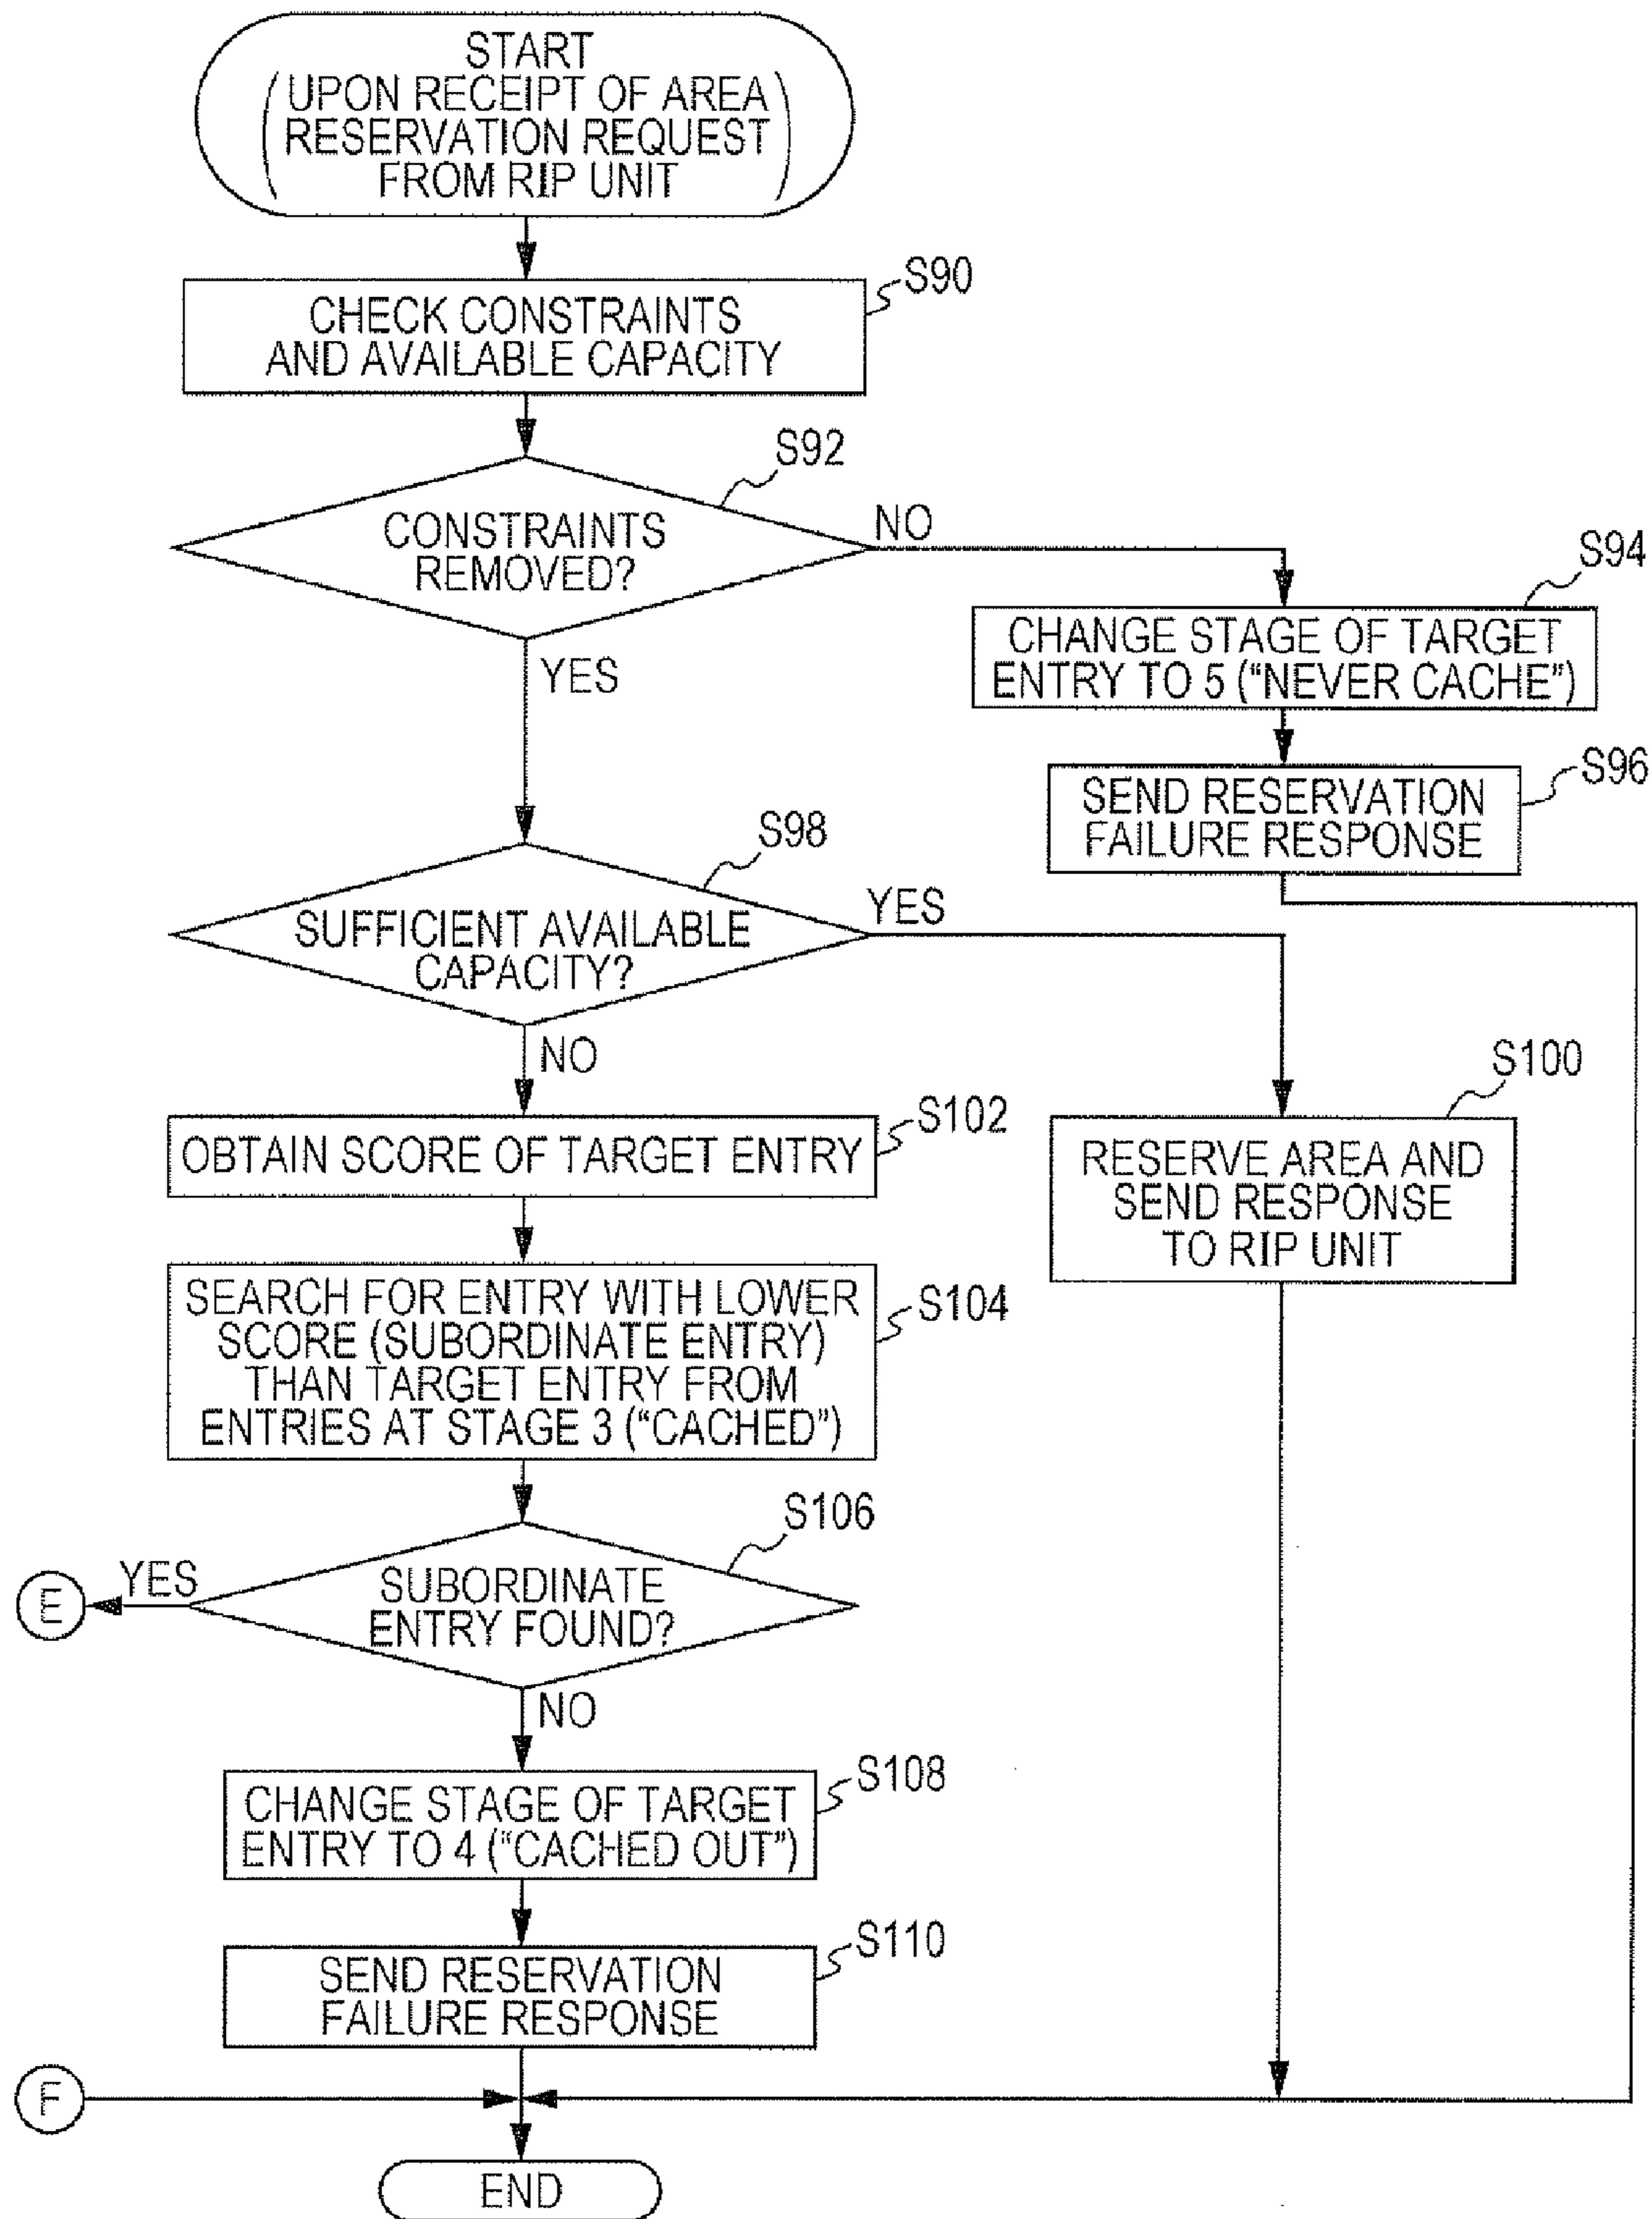 START
(UPON RECEIPT OF AREA
RESERVATION REQUEST
FROM RIP UNIT)
S90
CHECK CONSTRAINTS
AND AVAILABLE CAPACITY
S92
CONSTRAINTS
REMOVED?
NO
YES
S94
CHANGE STAGE OF TARGET
ENTRY TO 5 (“NEVER CACHE”)
S96
SEND RESERVATION
FAILURE RESPONSE
S98
SUFFICIENT AVAILABLE
CAPACITY?
YES
NO
S100
RESERVE AREA AND
SEND RESPONSE
TO RIP UNIT
S102
OBTAIN SCORE OF TARGET ENTRY
S104
SEARCH FOR ENTRY WITH LOWER
SCORE (SUBORDINATE ENTRY)
THAN TARGET ENTRY FROM
ENTRIES AT STAGE 3 (“CACHED”)
S106
SUBORDINATE
ENTRY FOUND?
YES
E
NO
S108
CHANGE STAGE OF TARGET
ENTRY TO 4 (“CACHED OUT”)
S110
SEND RESERVATION
FAILURE RESPONSE
F
END